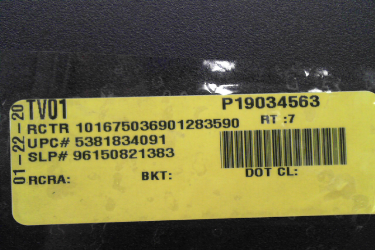 01-22-20
TV01 P19034563
RCTR 101675036901283590 RT :7
UPC# 5381834091
SLP# 96150821383
RCRA: BKT: DOT CL: